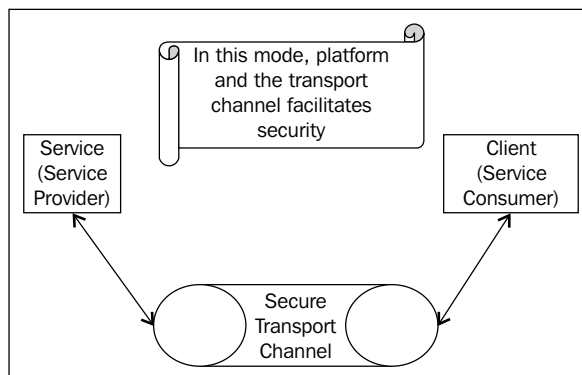 In this mode, platform
and the transport
channel facilitates
security
Service
(Service
Provider)
Client
(Service
Consumer)
Secure
Transport
Channel